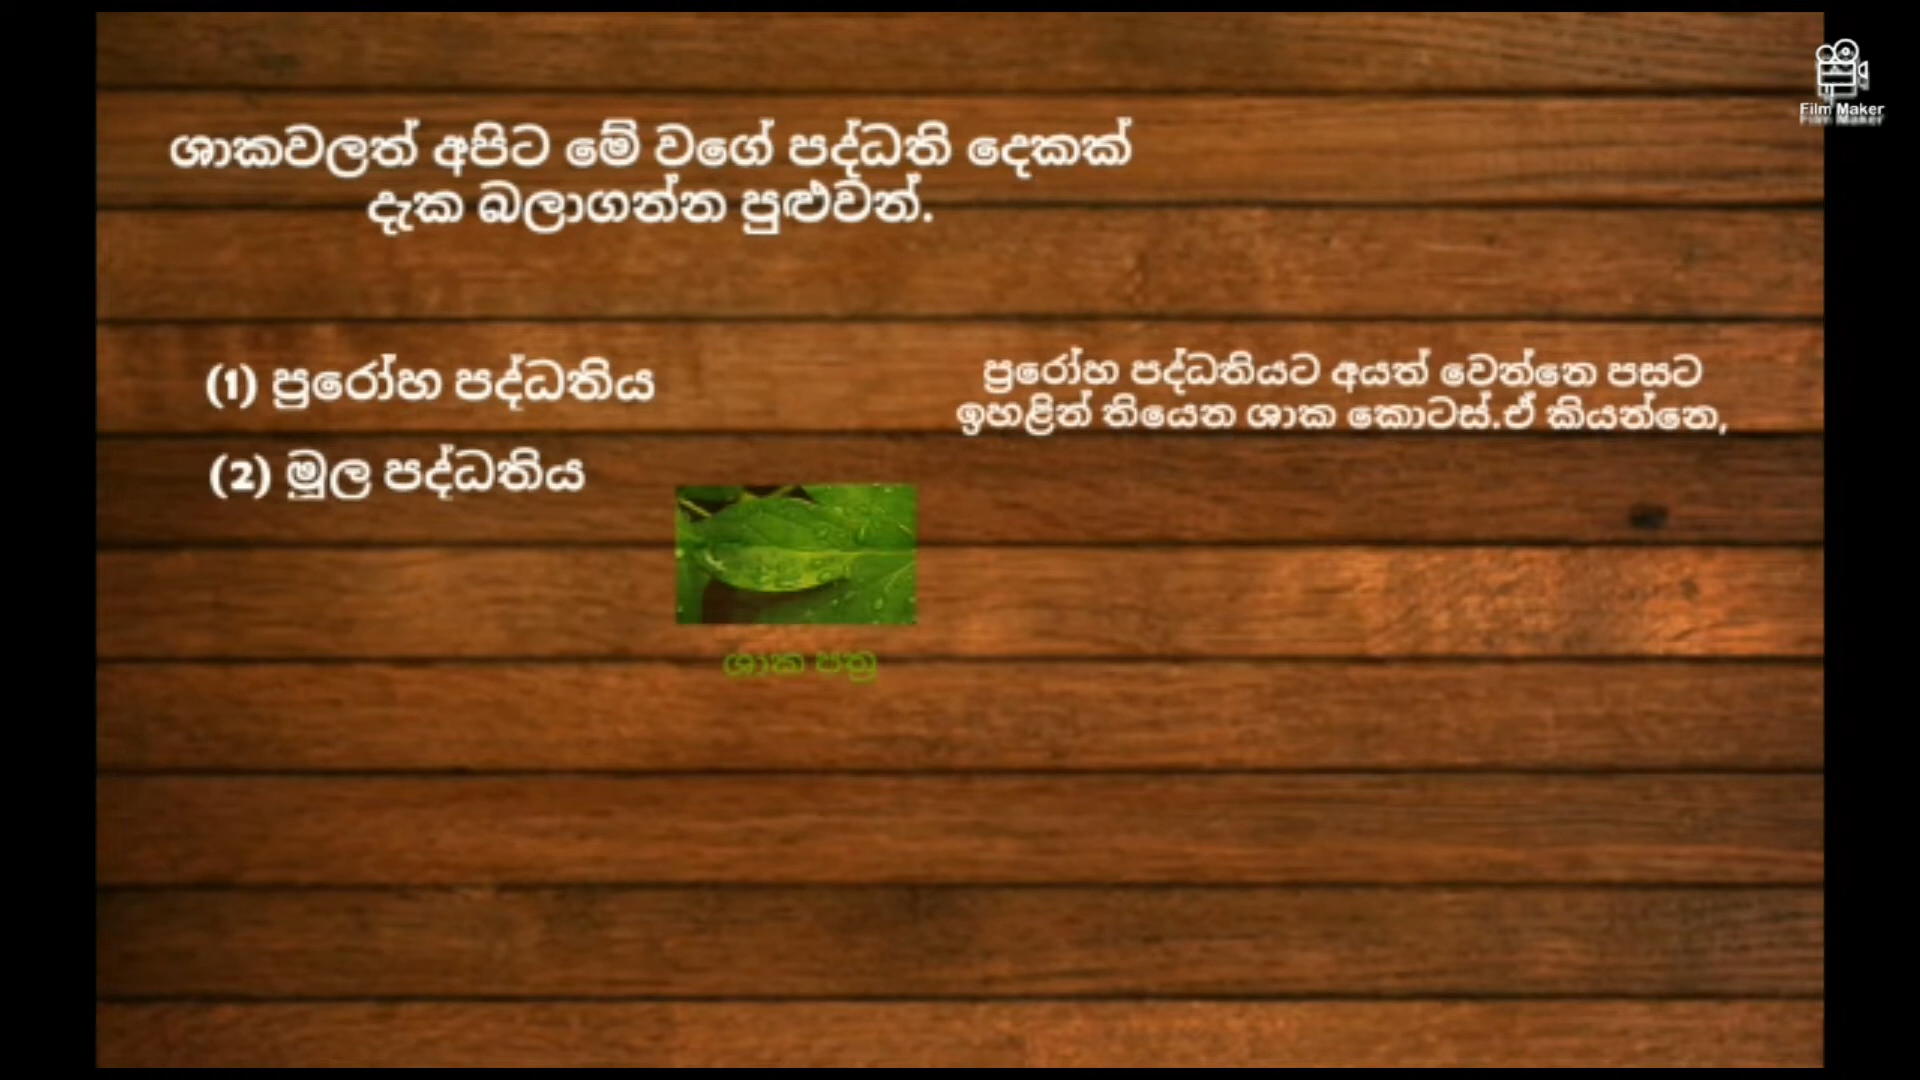 ශාකවලත් අපිට මේ වගේ පද්ධති දෙකක්
දැක බලාගන්න පුළුවන්.
(1) ප්‍රරෝහ පද්ධතිය
(2) මූල පද්ධතිය
ප්‍රරෝහ පද්ධතියට අයත් වෙන්නෙ පසට
ඉහළින් තියෙන ශාක කොටස්.ඒ කියන්නෙ,
ශාක පත්‍ර
Film Maker